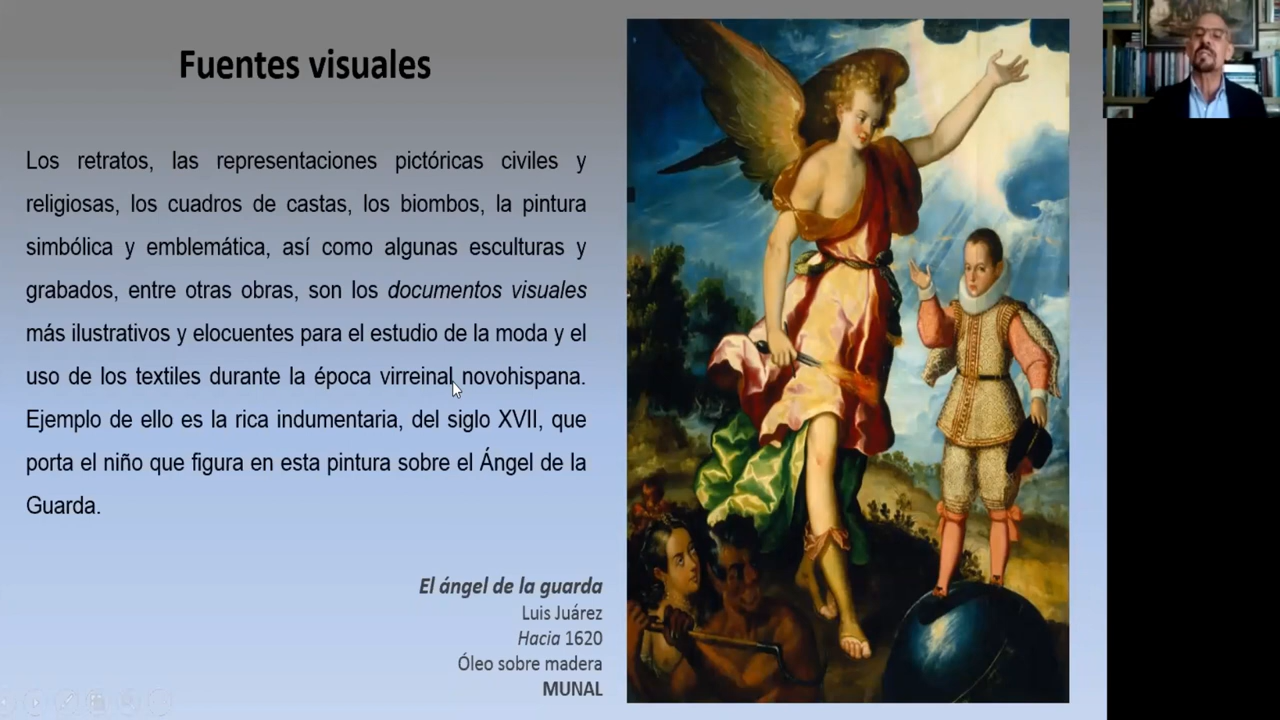 Fuentes visuales
Los retratos, las representaciones pictóricas civiles y
religiosas, los cuadros de castas, los biombos, la pintura
simbólica y emblemática, así como algunas esculturas y
grabados, entre otras obras, son los documentos visuales
más ilustrativos y elocuentes para el estudio de la moda y el
uso de los textiles durante la época virreinal novohispana.
Ejemplo de ello es la rica indumentaria, del siglo XVII, que
porta el niño que figura en esta pintura sobre el Ángel de la
Guarda.
El ángel de la guarda
Luis Juárez
Hacia 1620
Óleo sobre madera
MUNAL